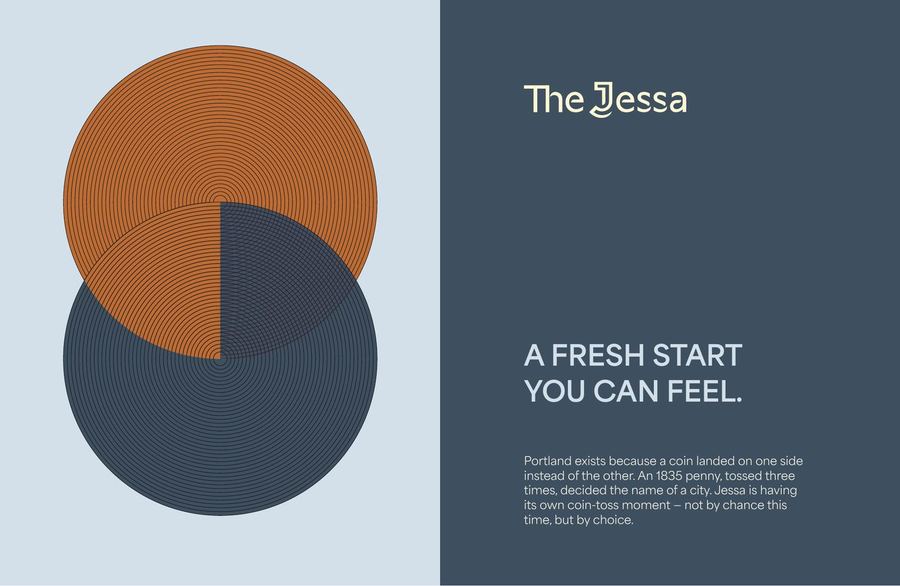 The Jessa
A FRESH START
YOU CAN FEEL.
Portland exists because a coin landed on one side
instead of the other. An 1835 penny, tossed three
times, decided the name of a city. Jessa is having
its own coin-toss moment – not by chance this
time, but by choice.